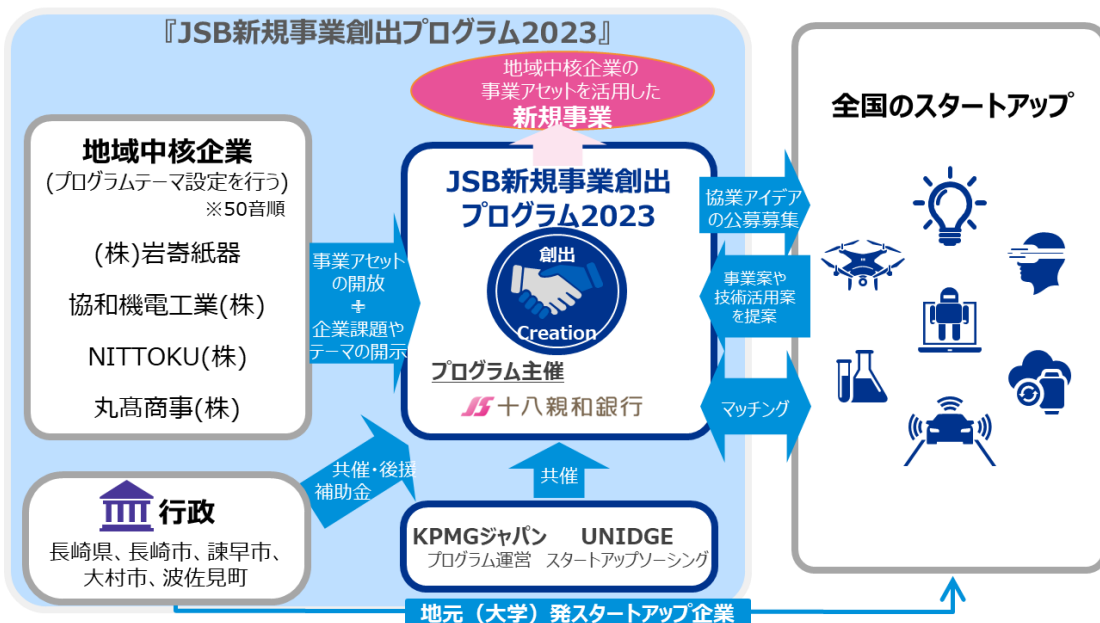 『JSB新規事業創出プログラム2023』
地域中核企業の
事業アセットを活用した
新規事業
地域中核企業
(プログラムテーマ設定を行う)
※50音順
(株)岩嵜紙器
協和機電工業(株)
NITTOKU(株)
丸髙商事(株)
事業アセット
の開放
+
企業課題や
テーマの開示
JSB新規事業創出
プログラム2023
創出
Creation
プログラム主催
十八親和銀行
協業アイデア
の公募募集
事業案や
技術活用案
を提案
マッチング
全国のスタートアップ
行政
長崎県、長崎市、諫早市、
大村市、波佐見町
共催・後援
補助金
共催
KPMGジャパン
プログラム運営
UNIDGE
スタートアップソーシング
地元（大学）発スタートアップ企業